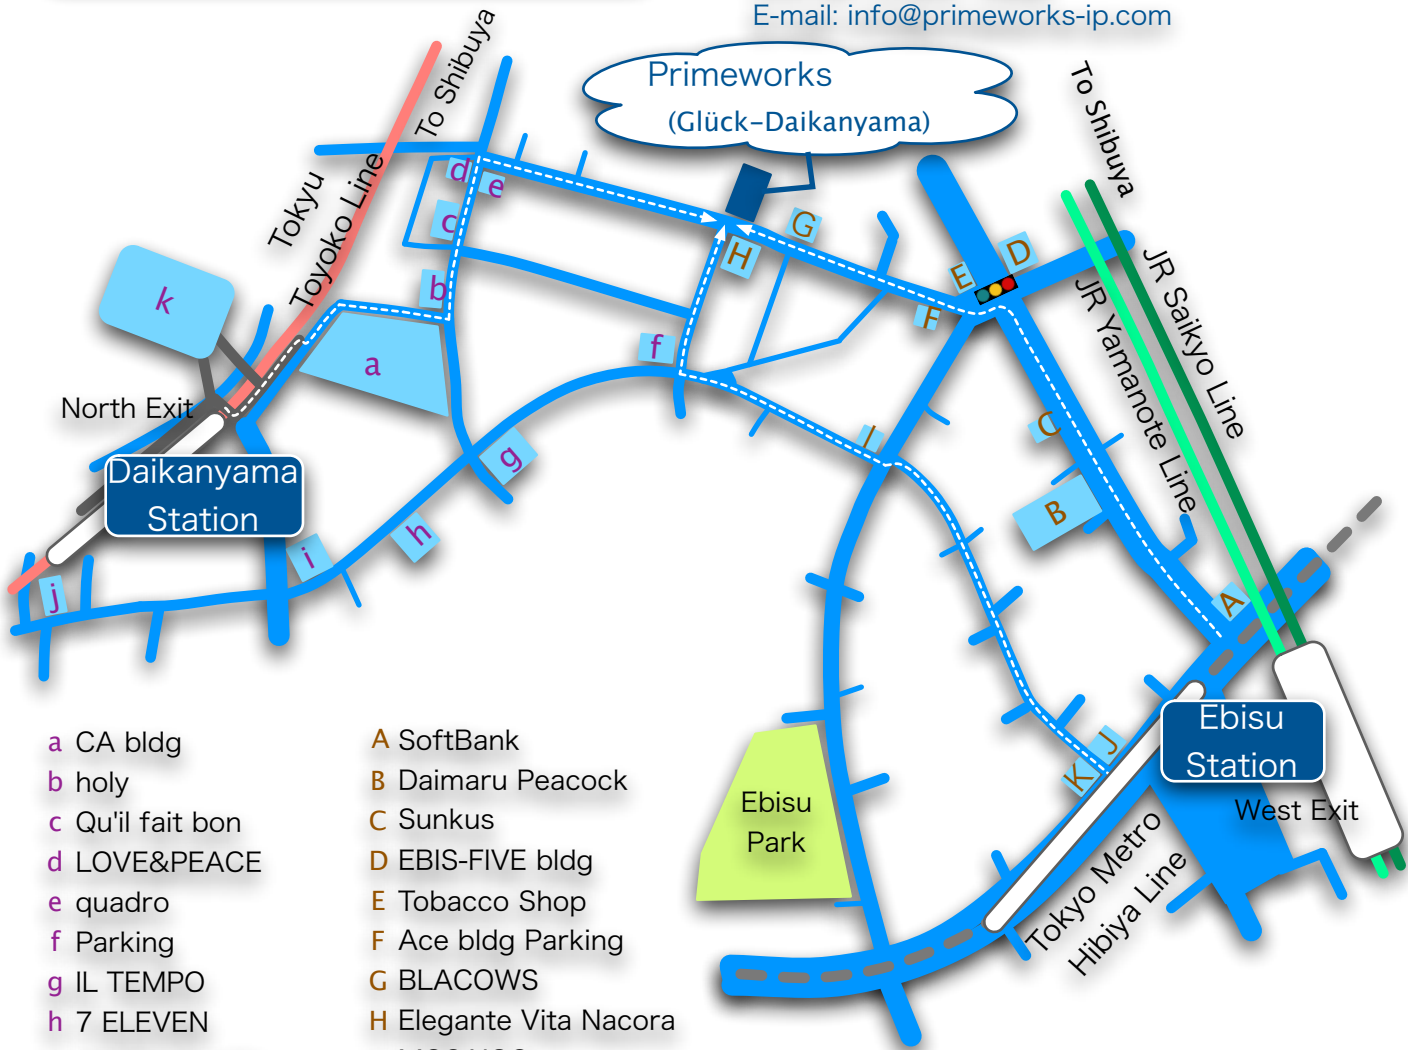 E-mail: info@primeworks-ip.com
Primeworks
(Glück-Daikanyama)
To Shibuya
To Shibuya
Tokyu
Toyoko Line
JR Saikyo Line
JR Yamanote Line
d
e
c
b
a
k
f
g
h
i
j
G
H
E
D
F
C
I
B
A
J
K
North Exit
Daikanyama
Station
Ebisu
Station
West Exit
Ebisu
Park
Tokyo Metro
Hibiya Line
a CA bldg
b holy
c Qu'il fait bon
d LOVE&PEACE
e quadro
f Parking
g IL TEMPO
h 7 ELEVEN
A SoftBank
B Daimaru Peacock
C Sunkus
D EBIS-FIVE bldg
E Tobacco Shop
F Ace bldg Parking
G BLACOWS
H Elegante Vita Nacora